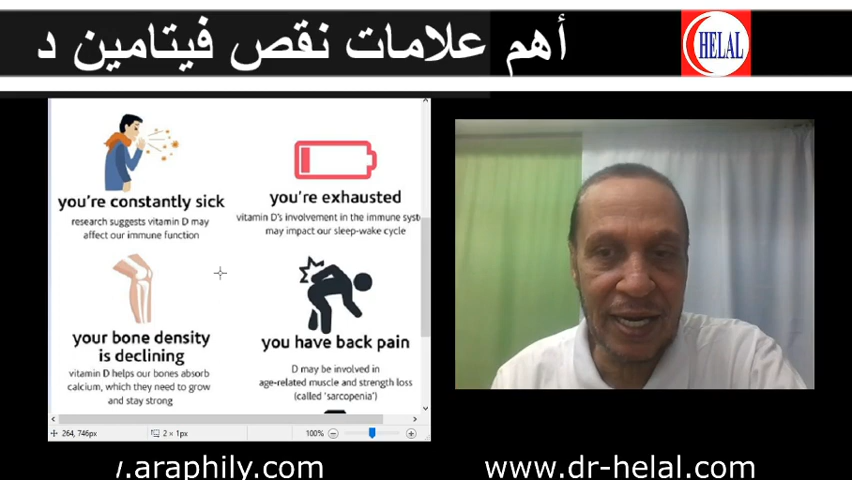 أهم علامات نقص فيتامين د
HELAL
you're constantly sick
research suggests vitamin D may
affect our immune function
you're exhausted
vitamin D's involvement in the immune syst
may impact our sleep-wake cycle
your bone density
is declining
vitamin D helps our bones absorb
calcium, which they need to grow
and stay strong
you have back pain
D may be involved in
age-related muscle and strength loss
(called 'sarcopenia')
264, 746px
2 × 1px
100%
.araphily.com
www.dr-helal.com